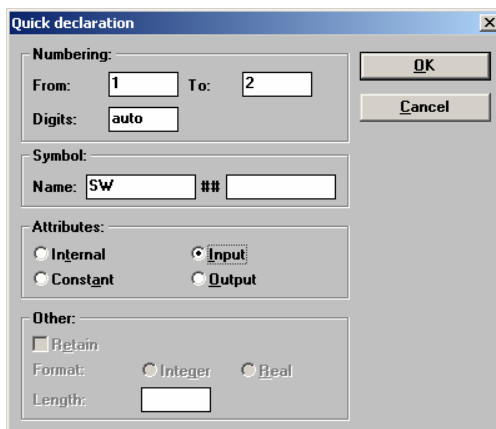 Quick declaration
Numbering:
From: 1 To: 2
Digits: auto
OK
Cancel
Symbol:
Name: SW ##
Attributes:
Internal Input
Constant Output
Other:
Retain
Format: Integer Real
Length: